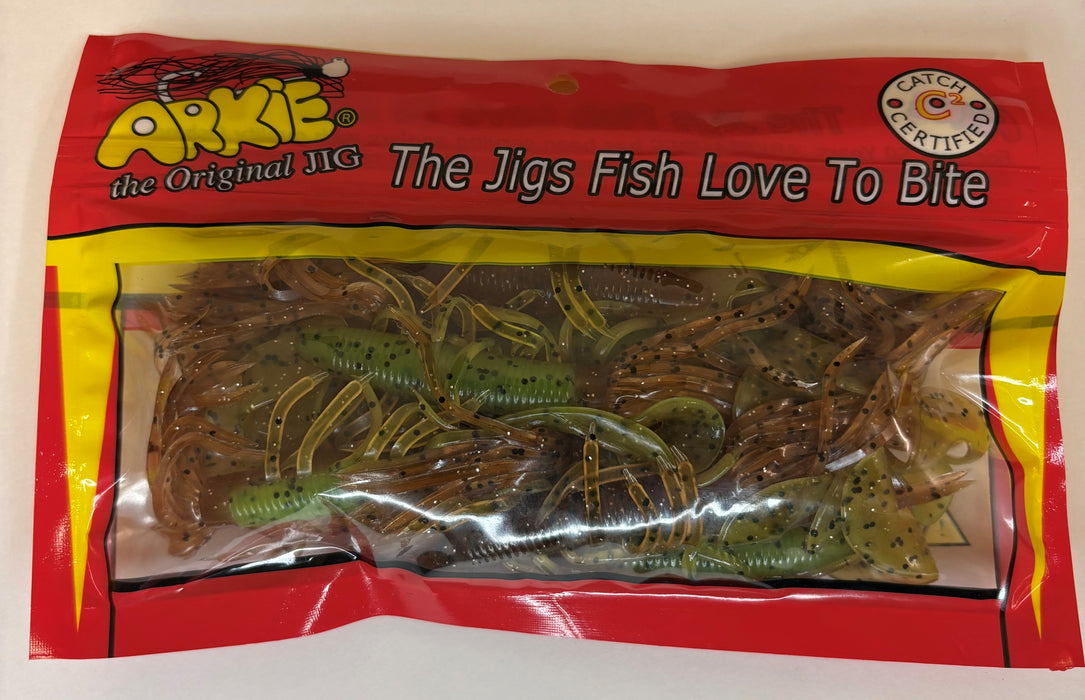 ARKIE®
the Original JIG
The Jigs Fish Love To Bite
CATCH
C²
CERTIFIED